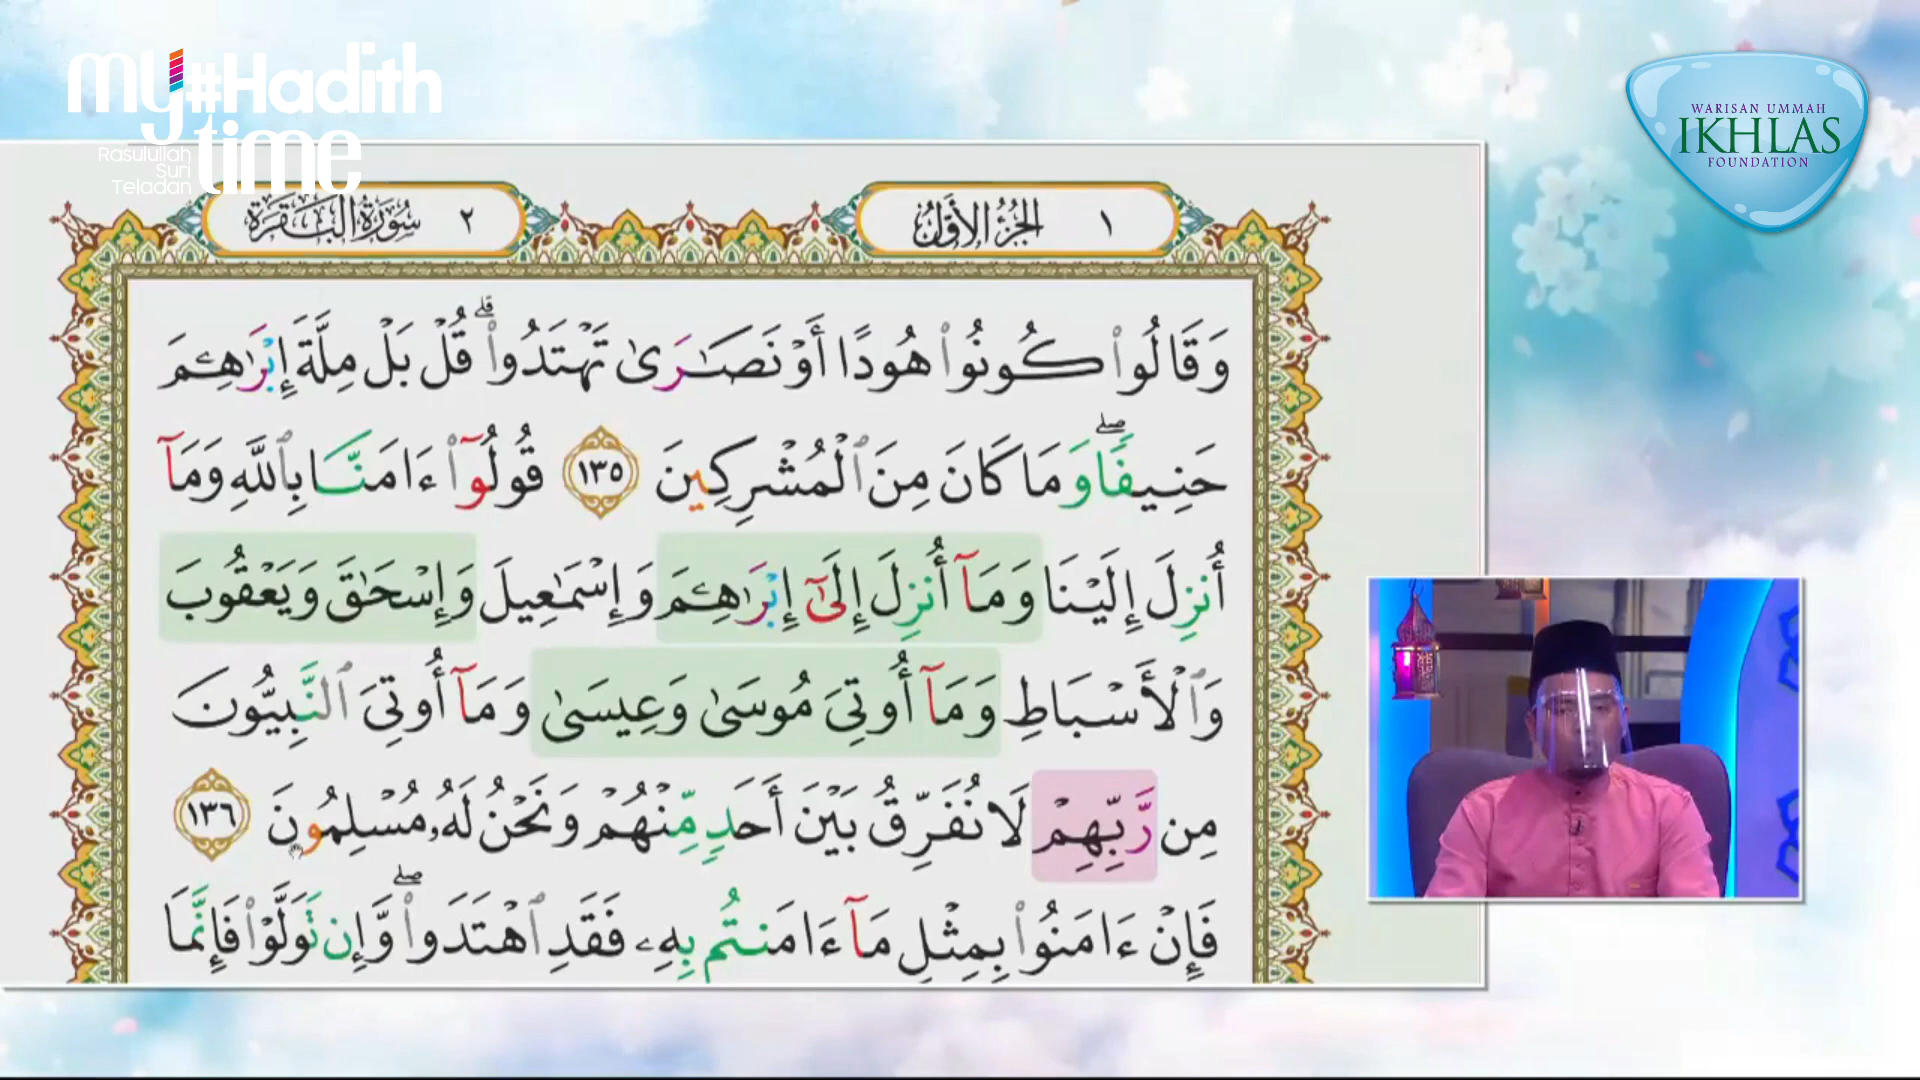 my#Hadith
time
Rasulullah
Suri
Teladan
WARISAN UMMAH
IKHLAS
FOUNDATION
١ الجُزْءُ الأَوَّلُ
٢ سُورَةُ البَقَرَةِ
وَقَالُوا۟ كُونُوا۟ هُودًا أَوْ نَصَـٰرَىٰ تَهْتَدُوا۟ ۗ قُلْ بَلْ مِلَّةَ إِبْرَٰهِـۧمَ
حَنِيفًا ۖ وَمَا كَانَ مِنَ ٱلْمُشْرِكِينَ ١٣٥ قُولُوٓا۟ ءَامَنَّا بِٱللَّهِ وَمَآ
أُنزِلَ إِلَيْنَا وَمَآ أُنزِلَ إِلَىٰٓ إِبْرَٰهِـۧمَ وَإِسْمَـٰعِيلَ وَإِسْحَـٰقَ وَيَعْقُوبَ
وَٱلْأَسْبَاطِ وَمَآ أُوتِىَ مُوسَىٰ وَعِيسَىٰ وَمَآ أُوتِىَ ٱلنَّبِيُّونَ
مِن رَّبِّهِمْ لَا نُفَرِّقُ بَيْنَ أَحَدٍ مِّنْهُمْ وَنَحْنُ لَهُۥ مُسْلِمُونَ ١٣٦
فَإِنْ ءَامَنُوا۟ بِمِثْلِ مَآ ءَامَنتُم بِهِۦ فَقَدِ ٱهْتَدَوا۟ ۖ وَّإِن تَوَلَّوْا۟ فَإِنَّمَا